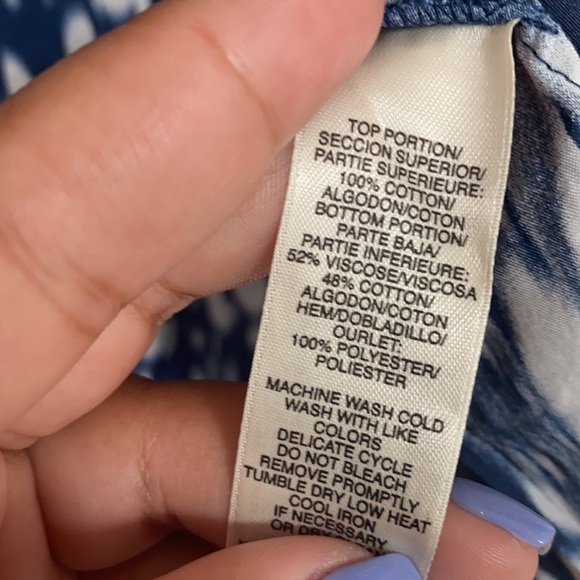 TOP PORTION/
SECCION SUPERIOR/
PARTIE SUPERIEURE:
100% COTTON/
ALGODON/COTON
BOTTOM PORTION/
PARTE BAJA/
PARTIE INFERIEURE:
52% VISCOSE/VISCOSA
48% COTTON/
ALGODON/COTON
HEM/DOBLADILLO/
OURLET:
100% POLYESTER/
POLIESTER
MACHINE WASH COLD
WASH WITH LIKE
COLORS
DELICATE CYCLE
DO NOT BLEACH
REMOVE PROMPTLY
TUMBLE DRY LOW HEAT
COOL IRON
IF NECESSARY
OR DRY